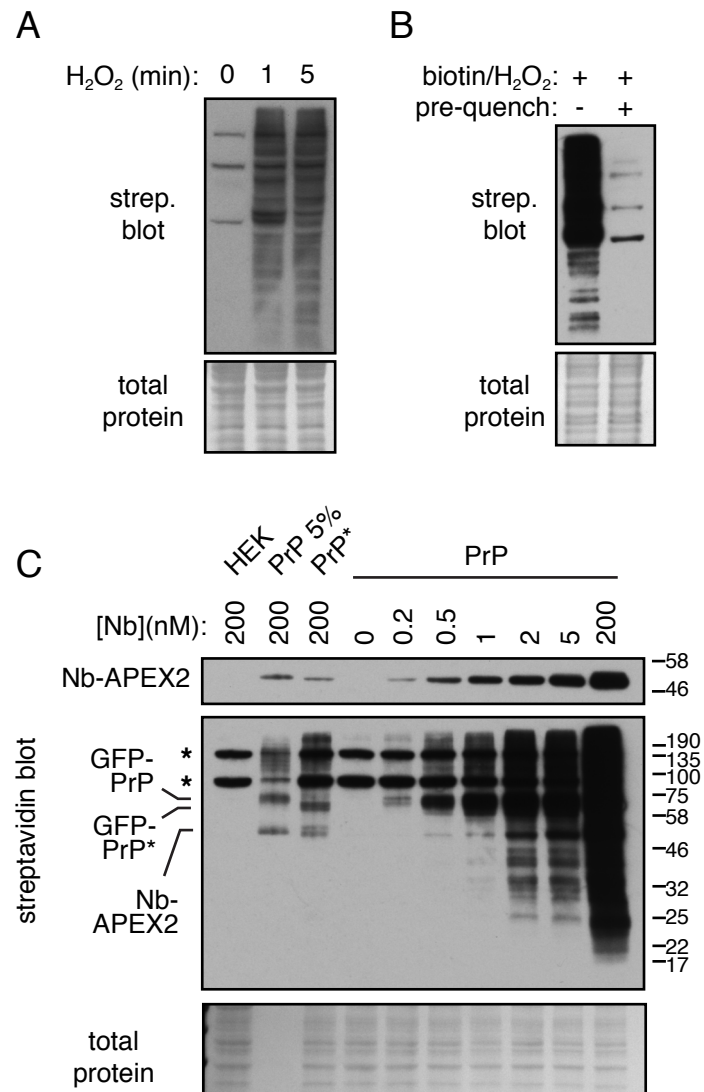 A
H₂O₂ (min): 0 1 5
strep.
blot
total
protein
B
biotin/H₂O₂: + +
pre-quench: - +
strep.
blot
total
protein
C
HEK
PrP 5%
PrP*
PrP
[Nb](nM): 200 200 200 0 0.2 0.5 1 2 5 200
Nb-APEX2
58
46
streptavidin blot
GFP-
PrP
*
*
GFP-
PrP*
Nb-
APEX2
190
135
100
75
58
46
32
25
22
17
total
protein